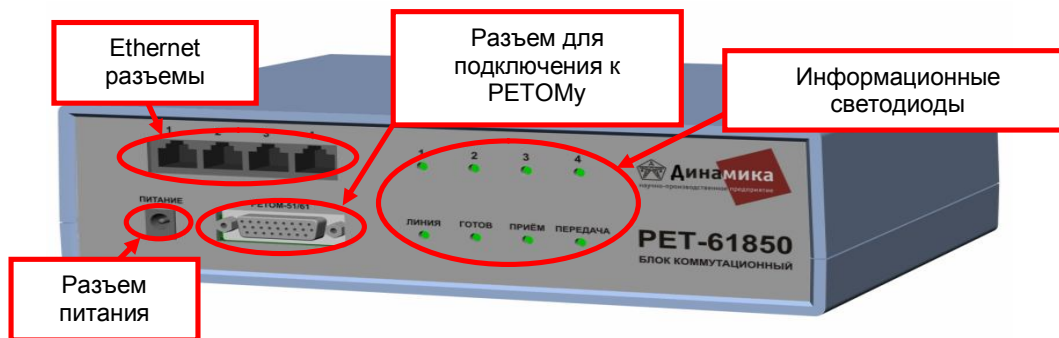 Ethernet
разъемы
Разъем для
подключения к
РЕТОМу
Информационные
светодиоды
1 2 3 4
1 2 3 4
Динамика
научно-производственное предприятие
ПИТАНИЕ
РЕТОМ-51/61
ЛИНИЯ ГОТОВ ПРИЁМ ПЕРЕДАЧА
РЕТ-61850
БЛОК КОММУТАЦИОННЫЙ
Разъем
питания